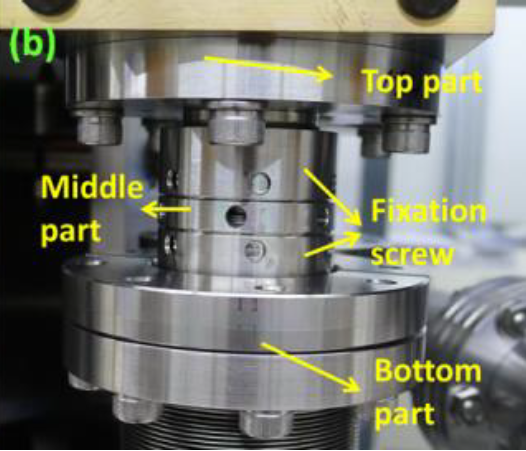 (b)
Top part
Middle
part
Fixation
screw
Bottom
part